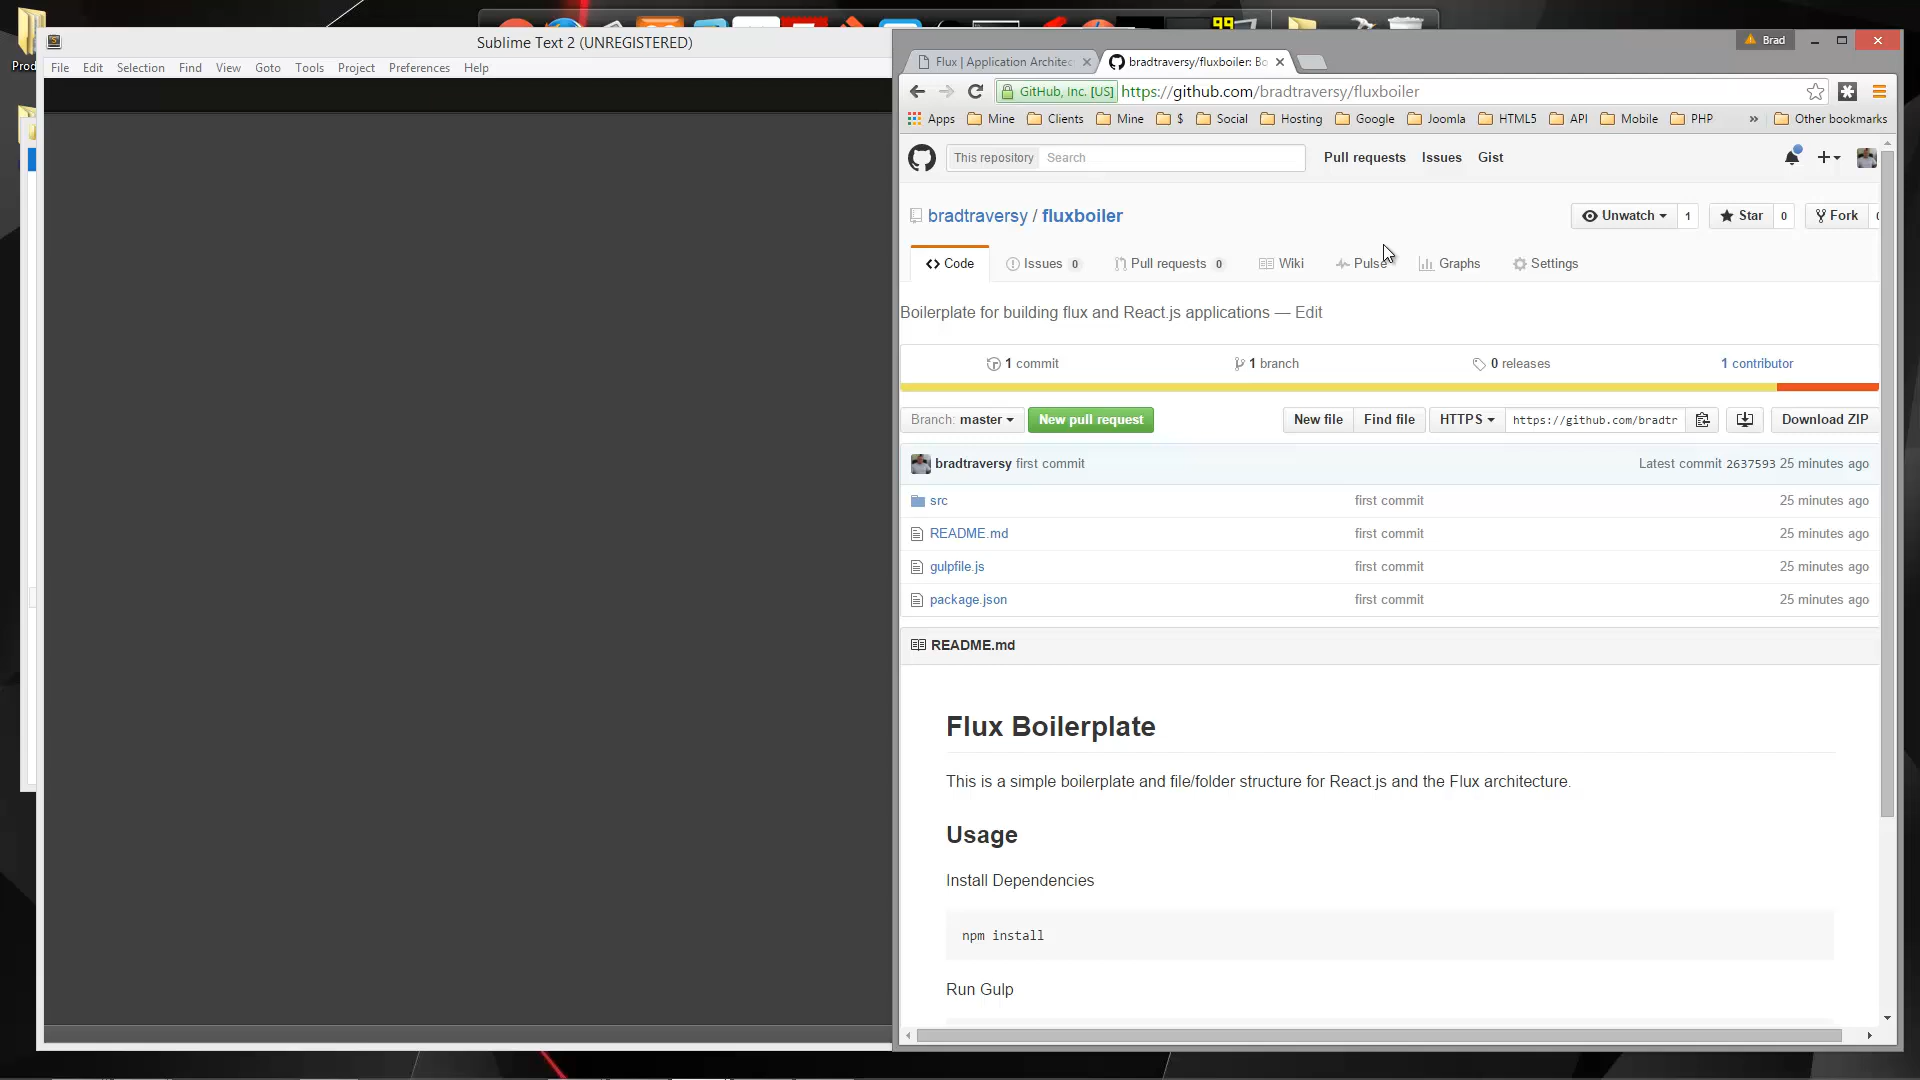 99
Prod
Sublime Text 2 (UNREGISTERED)
File Edit Selection Find View Goto Tools Project Preferences Help
Brad
Flux | Application Architec
bradtraversy/fluxboiler: Bo
GitHub, Inc. [US] https://github.com/bradtraversy/fluxboiler
Apps Mine Clients Mine $ Social Hosting Google Joomla HTML5 API Mobile PHP » Other bookmarks
This repository Search Pull requests Issues Gist
bradtraversy / fluxboiler
Unwatch 1 Star 0 Fork 0
Code Issues 0 Pull requests 0 Wiki Pulse Graphs Settings
Boilerplate for building flux and React.js applications — Edit
1 commit 1 branch 0 releases 1 contributor
Branch: master New pull request New file Find file HTTPS https://github.com/bradtr Download ZIP
bradtraversy first commit Latest commit 2637593 25 minutes ago
src first commit 25 minutes ago
README.md first commit 25 minutes ago
gulpfile.js first commit 25 minutes ago
package.json first commit 25 minutes ago
README.md
Flux Boilerplate
This is a simple boilerplate and file/folder structure for React.js and the Flux architecture.
Usage
Install Dependencies
npm install
Run Gulp